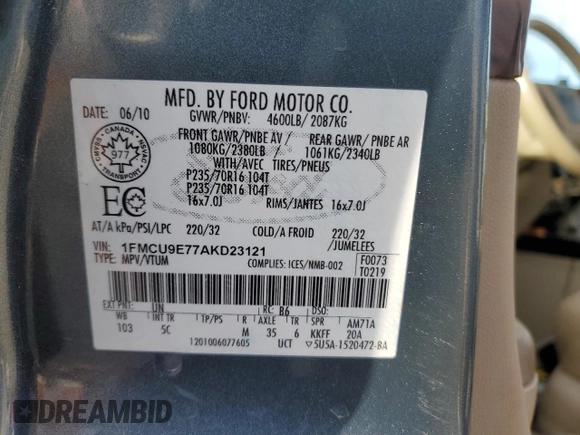 MFD. BY FORD MOTOR CO.
DATE: 06/10 GVWR/PNBV: 4600LB/ 2087KG
FRONT GAWR/PNBE AV / REAR GAWR/ PNBE AR
1080KG/2380LB / 1061KG/2340LB
WITH/AVEC TIRES/PNEUS
P235/70R16 104T
P235/70R16 104T
16x7.0J RIMS/JANTES 16x7.0J
CANADA
CMVSS NSVAC
977
TRANSPORT
EC
AT/A kPa/PSI/LPC 220/32 COLD/A FROID 220/32
/JUMELEES
VIN: 1FMCU9E77AKD23121
TYPE: MPV/VTUM COMPLIES: ICES/NMB-002
F0073
T0219
EXT PNT: UN RC: B6 DSO:
WB INT TR TP/PS R AXLE TR SPR AM71A
103 5C M 35 6 KKFF 20A
1201006077605 UCT 5U5A-1520472-BA
DREAMBID